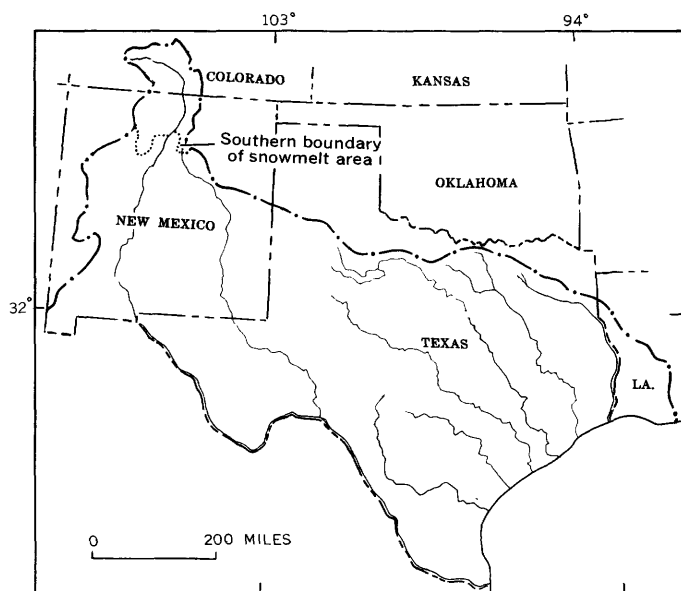 103°
94°
COLORADO
KANSAS
Southern boundary
of snowmelt area
OKLAHOMA
NEW MEXICO
32°
TEXAS
LA.
0
200 MILES